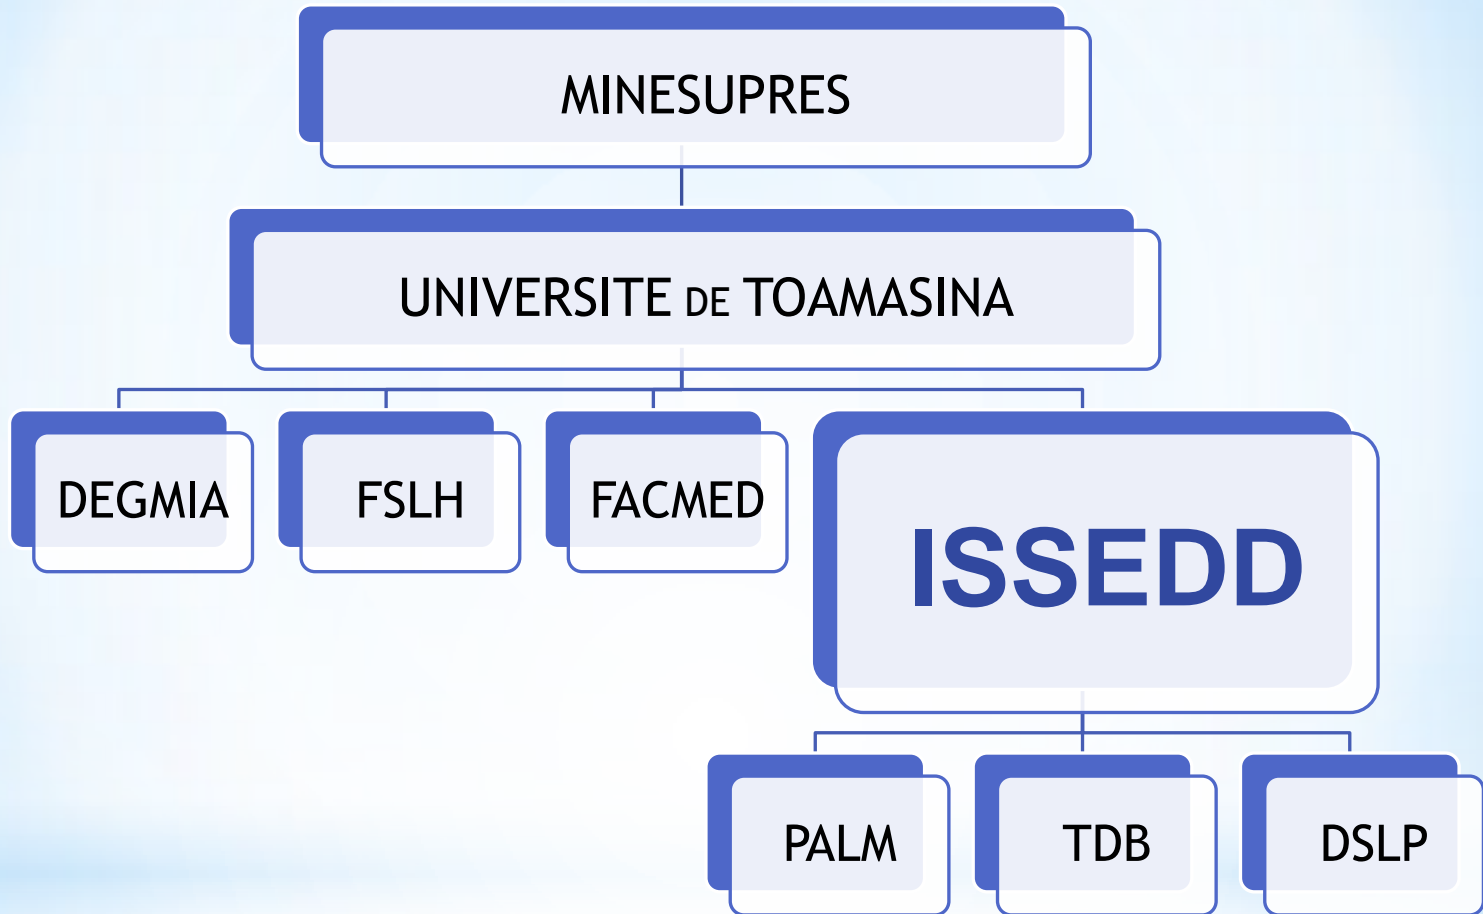 MINESUPRES
UNIVERSITE DE TOAMASINA
DEGMIA
FSLH
FACMED
ISSEDD
PALM
TDB
DSLP